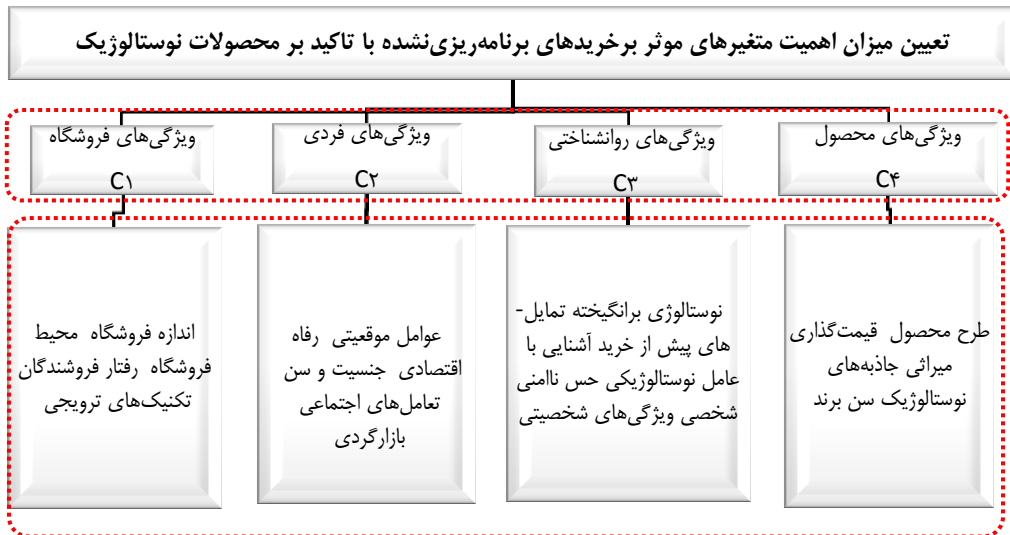 تعیین میزان اهمیت متغیرهای موثر برخریدهای برنامه‌ریزی‌نشده با تاکید بر محصولات نوستالوژیک
ویژگی‌های محصول
C۴
ویژگی‌های روانشناختی
C۳
ویژگی‌های فردی
C۲
ویژگی‌های فروشگاه
C۱
طرح محصول قیمت‌گذاری
میراثی جاذبه‌های
نوستالوژیک سن برند
نوستالوژی برانگیخته تمایل-
های پیش از خرید آشنایی با
عامل نوستالوژیکی حس ناامنی
شخصی ویژگی‌های شخصیتی
عوامل موقعیتی رفاه
اقتصادی جنسیت و سن
تعامل‌های اجتماعی
بازارگردی
اندازه فروشگاه محیط
فروشگاه رفتار فروشندگان
تکنیک‌های ترویجی